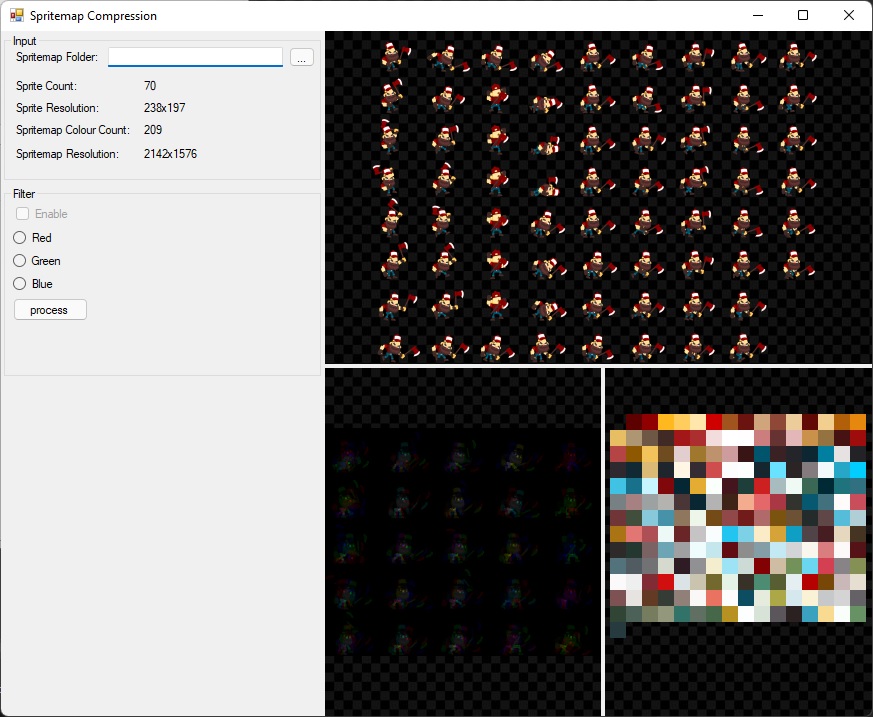 Spritemap Compression
Input
Spritemap Folder:
...
Sprite Count: 70
Sprite Resolution: 238x197
Spritemap Colour Count: 209
Spritemap Resolution: 2142x1576
Filter
Enable
Red
Green
Blue
process